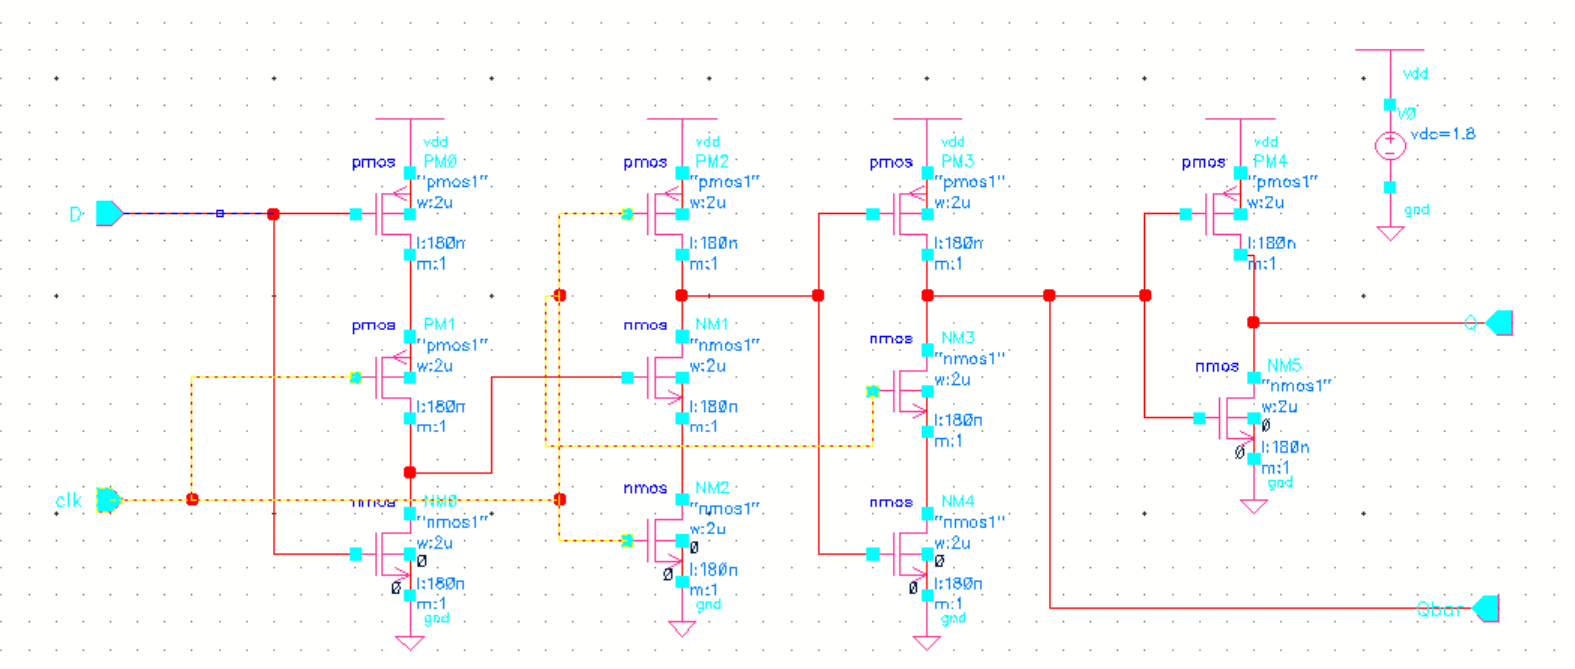 vdd
V0
vdc=1.8
gnd
D
clk
vdd
pmos
PM0
"pmos1"
w:2u
l:180n
m:1
pmos
PM1
"pmos1"
w:2u
l:180n
m:1
nmos
NM0
"nmos1"
w:2u
0
0
l:180n
m:1
gnd
vdd
pmos
PM2
"pmos1"
w:2u
l:180n
m:1
nmos
NM1
"nmos1"
w:2u
l:180n
m:1
nmos
NM2
"nmos1"
w:2u
0
0
l:180n
m:1
gnd
vdd
pmos
PM3
"pmos1"
w:2u
l:180n
m:1
nmos
NM3
"nmos1"
w:2u
l:180n
m:1
nmos
NM4
"nmos1"
w:2u
0
0
l:180n
m:1
gnd
vdd
pmos
PM4
"pmos1"
w:2u
l:180n
m:1
nmos
NM5
"nmos1"
w:2u
0
0
l:180n
m:1
gnd
Q
Qbar